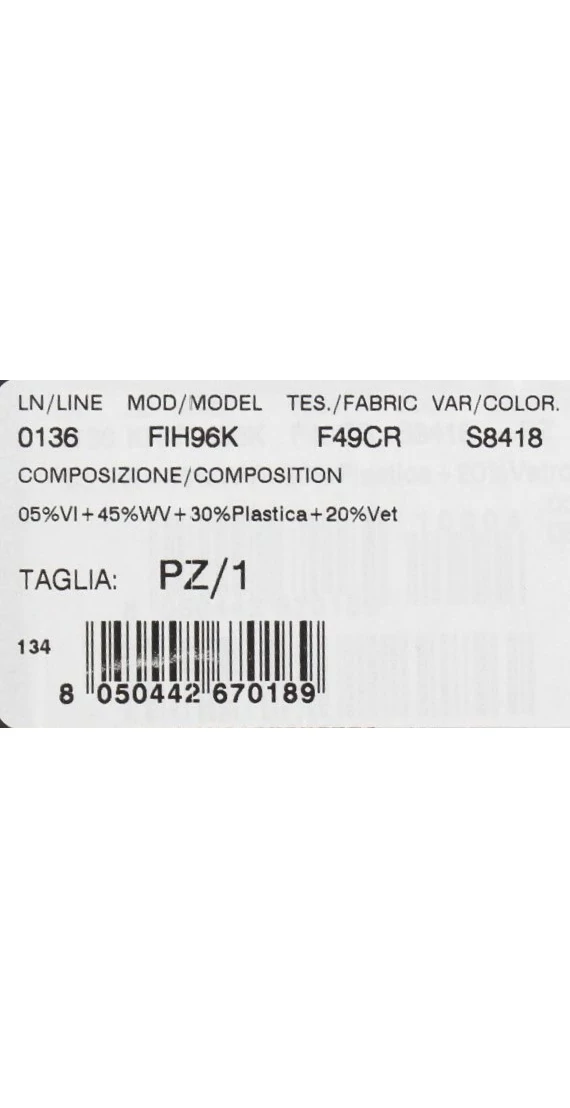 LN/LINE MOD/MODEL TES./FABRIC VAR/COLOR.
0136 FIH96K F49CR S8418
COMPOSIZIONE/COMPOSITION
05%VI+45%WV+30%Plastica+20%Vet
TAGLIA: PZ/1
134
8 050442 670189